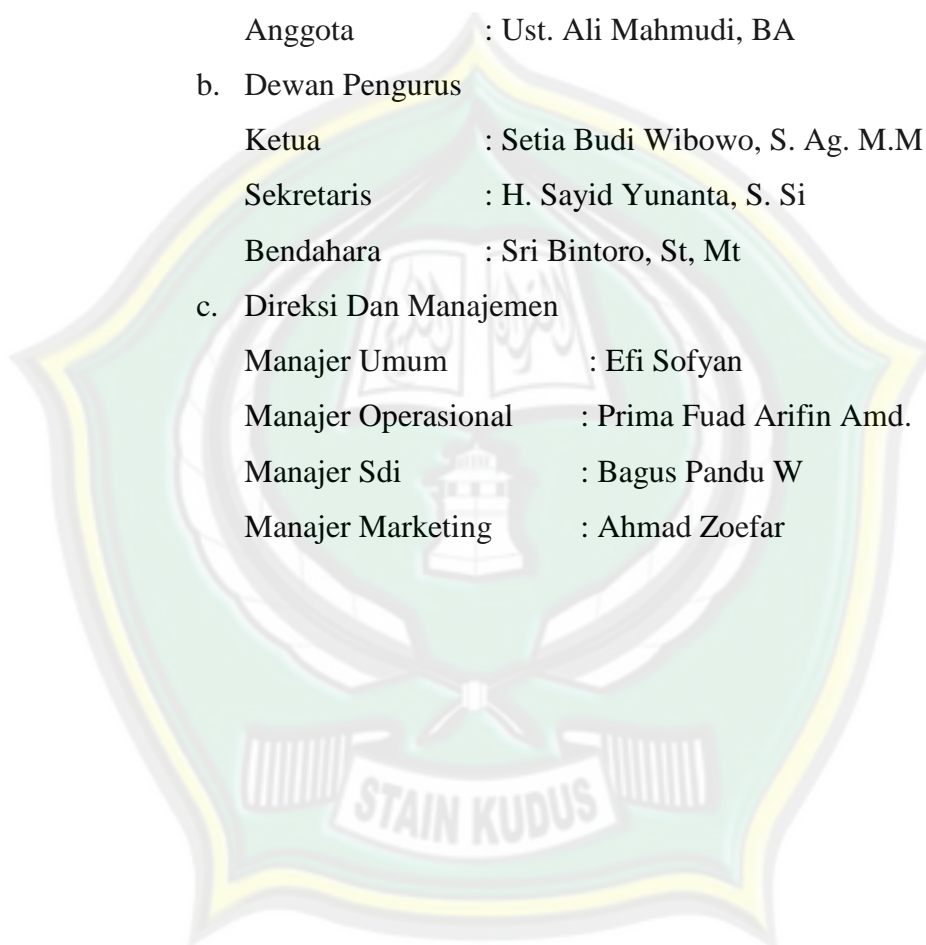 Anggota : Ust. Ali Mahmudi, BA
b. Dewan Pengurus
Ketua : Setia Budi Wibowo, S. Ag. M.M
Sekretaris : H. Sayid Yunanta, S. Si
Bendahara : Sri Bintoro, St, Mt
c. Direksi Dan Manajemen
Manajer Umum : Efi Sofyan
Manajer Operasional : Prima Fuad Arifin Amd.
Manajer Sdi : Bagus Pandu W
Manajer Marketing : Ahmad Zoefar
STAIN KUDUS